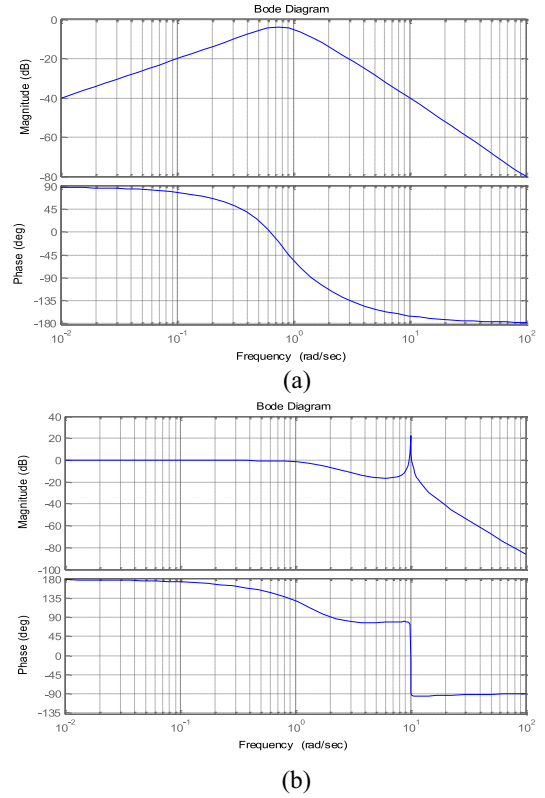 Bode Diagram
0
-20
-40
-60
-80
Magnitude (dB)
90
45
0
-45
-90
-135
-180
Phase (deg)
10^-2 10^-1 10^0 10^1 10^2
Frequency (rad/sec)
(a)
Bode Diagram
40
20
0
-20
-40
-60
-80
-100
Magnitude (dB)
180
135
90
45
0
-45
-90
-135
Phase (deg)
10^-2 10^-1 10^0 10^1 10^2
Frequency (rad/sec)
(b)